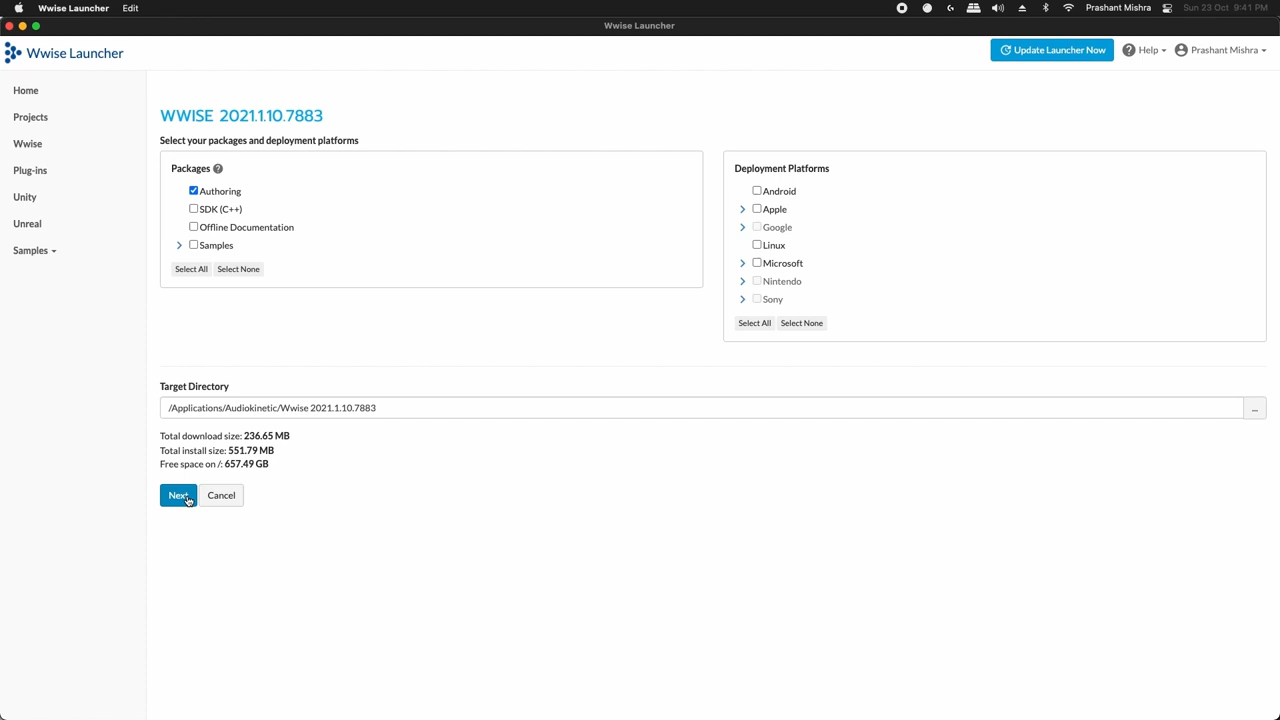 Wwise Launcher Edit Prashant Mishra Sun 23 Oct 9:41 PM
Wwise Launcher
Wwise Launcher Update Launcher Now Help Prashant Mishra
Home
Projects
Wwise
Plug-ins
Unity
Unreal
Samples
WWISE 2021.1.10.7883
Select your packages and deployment platforms
Packages
Authoring
SDK (C++)
Offline Documentation
Samples
Select All Select None
Deployment Platforms
Android
Apple
Google
Linux
Microsoft
Nintendo
Sony
Select All Select None
Target Directory
/Applications/Audiokinetic/Wwise 2021.1.10.7883 ...
Total download size: 236.65 MB
Total install size: 551.79 MB
Free space on /: 657.49 GB
Next Cancel